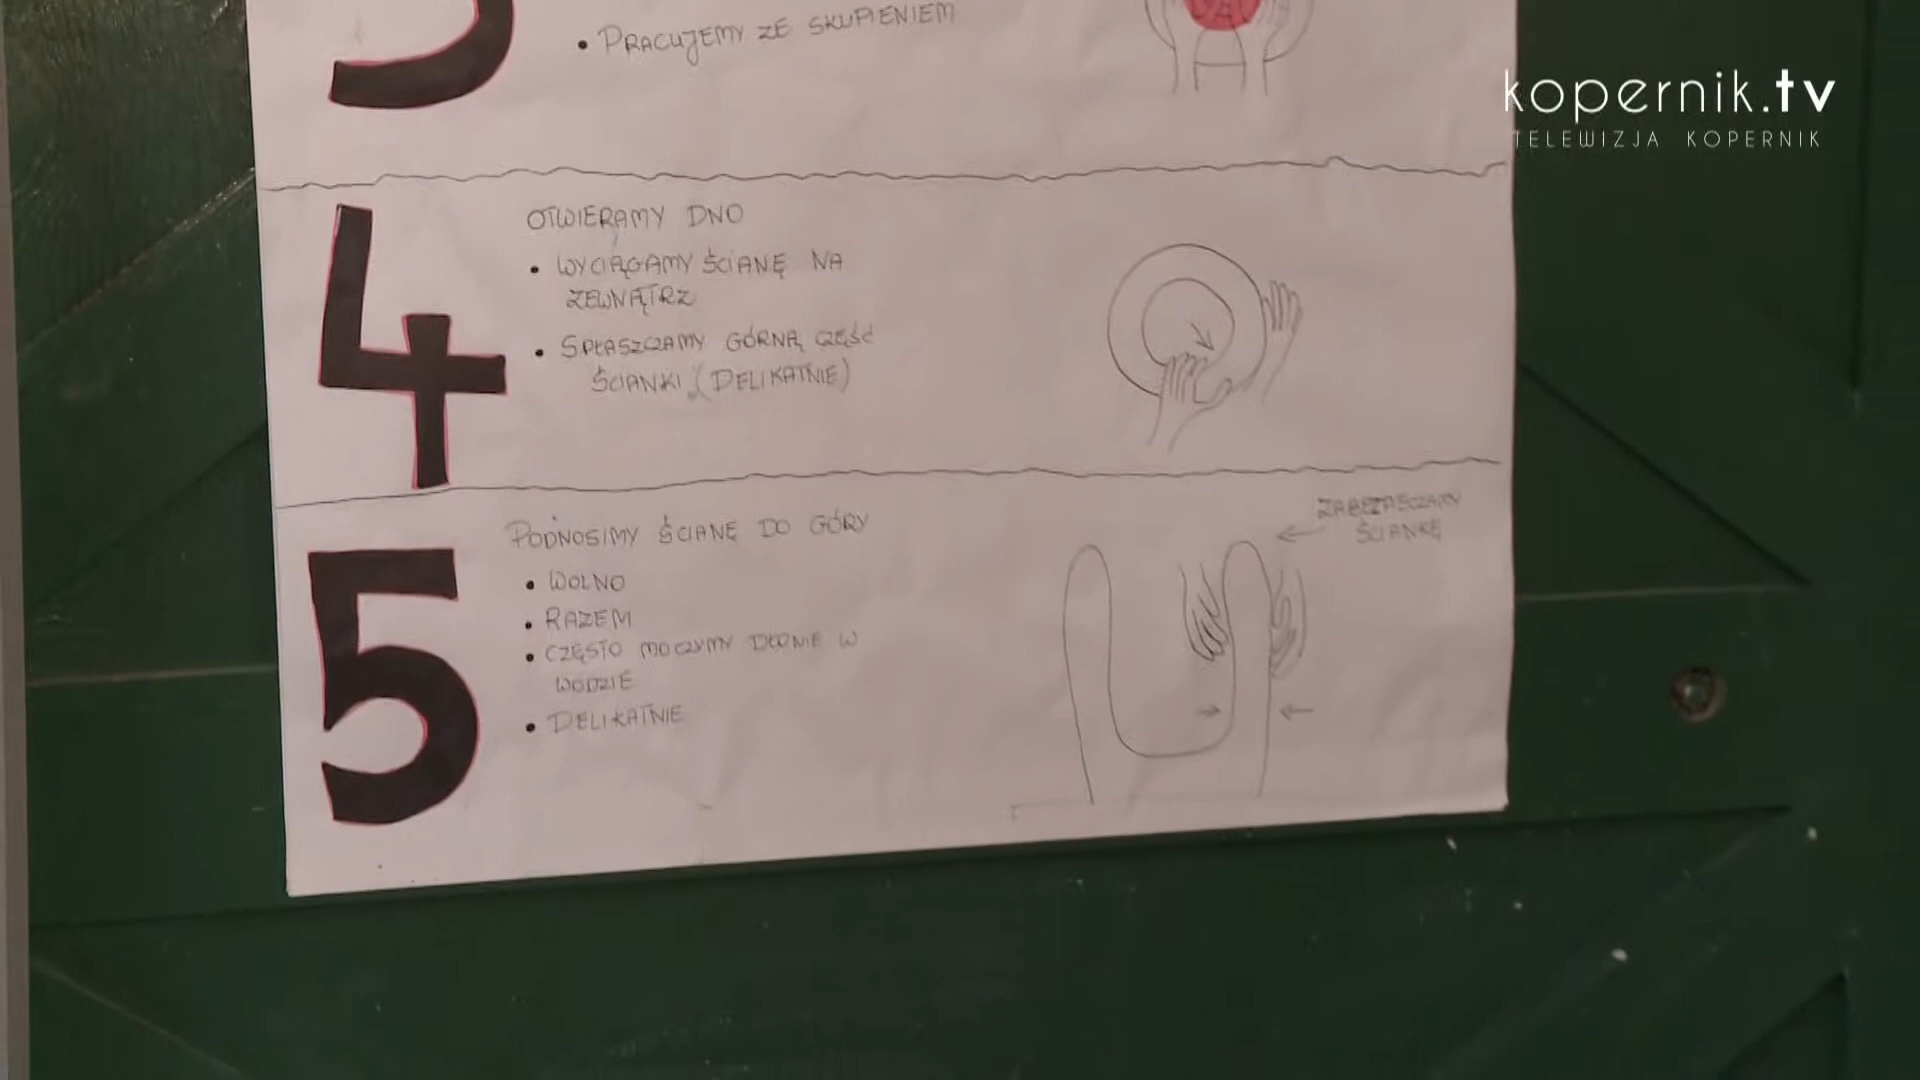 3
• PRACUJEMY ZE SKUPIENIEM
kopernik.tv
TELEWIZJA KOPERNIK
4
OTWIERAMY DNO
• WYCIĄGAMY ŚCIANĘ NA
ZEWNĄTRZ
• SPŁASZCZAMY GÓRNĄ CZĘŚĆ
ŚCIANKI (DELIKATNIE)
5
PODNOSIMY ŚCIANĘ DO GÓRY
• WOLNO
• RAZEM
• CZĘSTO MOCZYMY DŁONIE W
WODZIE
• DELIKATNIE
ZABEZPIECZAMY
ŚCIANKĘ